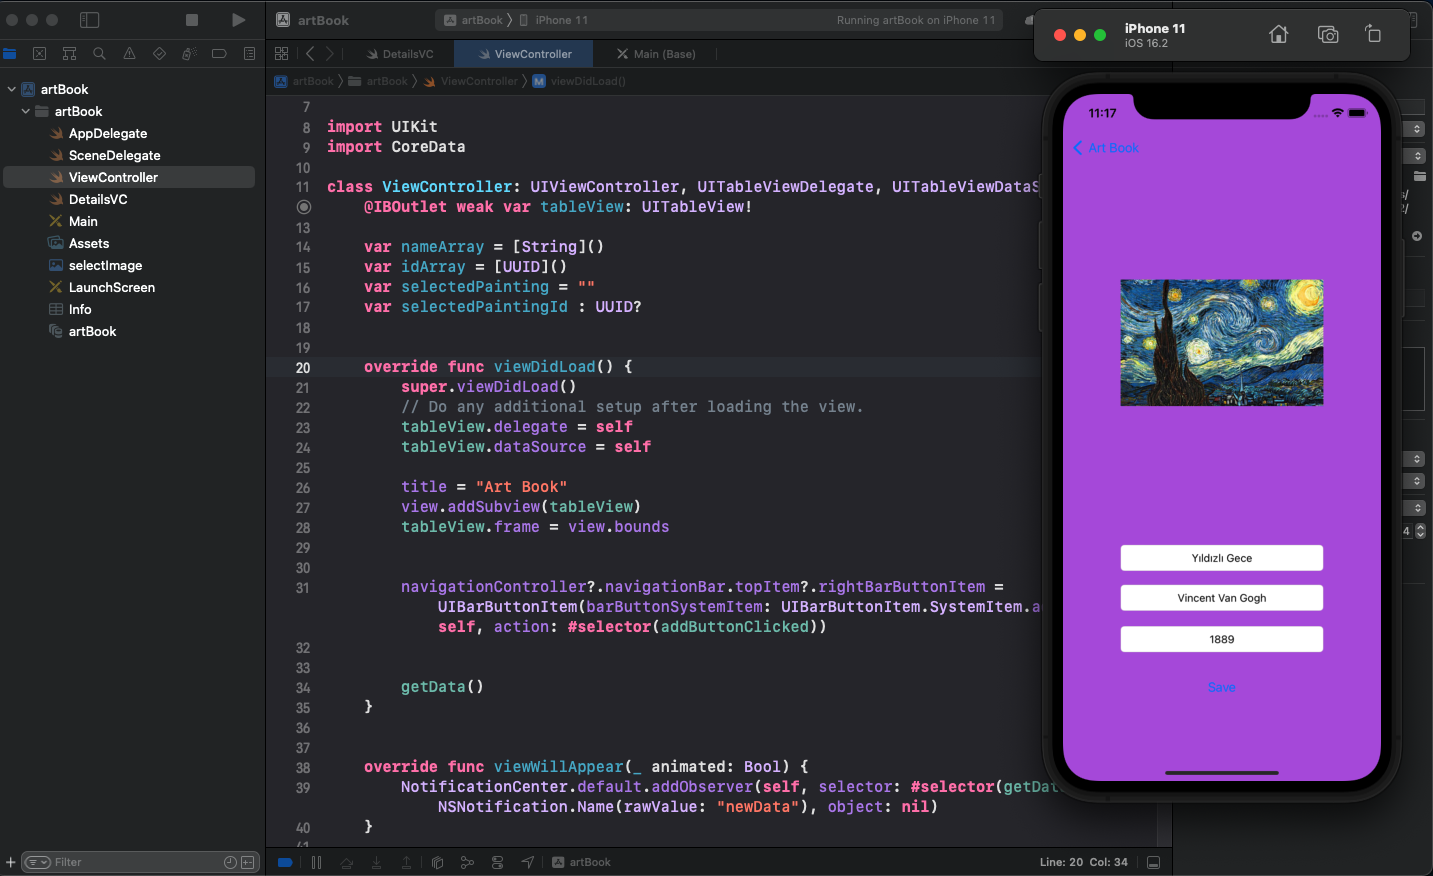 artBook
artBook
iPhone 11
Running artBook on iPhone 11
iPhone 11
iOS 16.2
DetailsVC
ViewController
Main (Base)
artBook
artBook
ViewController
M
viewDidLoad()
artBook
artBook
AppDelegate
SceneDelegate
ViewController
DetailsVC
Main
Assets
selectImage
LaunchScreen
Info
artBook
Filter
7
8 import UIKit
9 import CoreData
10
11 class ViewController: UIViewController, UITableViewDelegate, UITableViewDataS
@IBOutlet weak var tableView: UITableView!
13
14 var nameArray = [String]()
15 var idArray = [UUID]()
16 var selectedPainting = ""
17 var selectedPaintingId : UUID?
18
19
20 override func viewDidLoad() {
21 super.viewDidLoad()
22 // Do any additional setup after loading the view.
23 tableView.delegate = self
24 tableView.dataSource = self
25
26 title = "Art Book"
27 view.addSubview(tableView)
28 tableView.frame = view.bounds
29
30
31 navigationController?.navigationBar.topItem?.rightBarButtonItem =
UIBarButtonItem(barButtonSystemItem: UIBarButtonItem.SystemItem.a
self, action: #selector(addButtonClicked))
32
33
34 getData()
35 }
36
37
38 override func viewWillAppear(_ animated: Bool) {
39 NotificationCenter.default.addObserver(self, selector: #selector(getDat
NSNotification.Name(rawValue: "newData"), object: nil)
40 }
artBook
Line: 20 Col: 34
11:17
Art Book
Yıldızlı Gece
Vincent Van Gogh
1889
Save
4